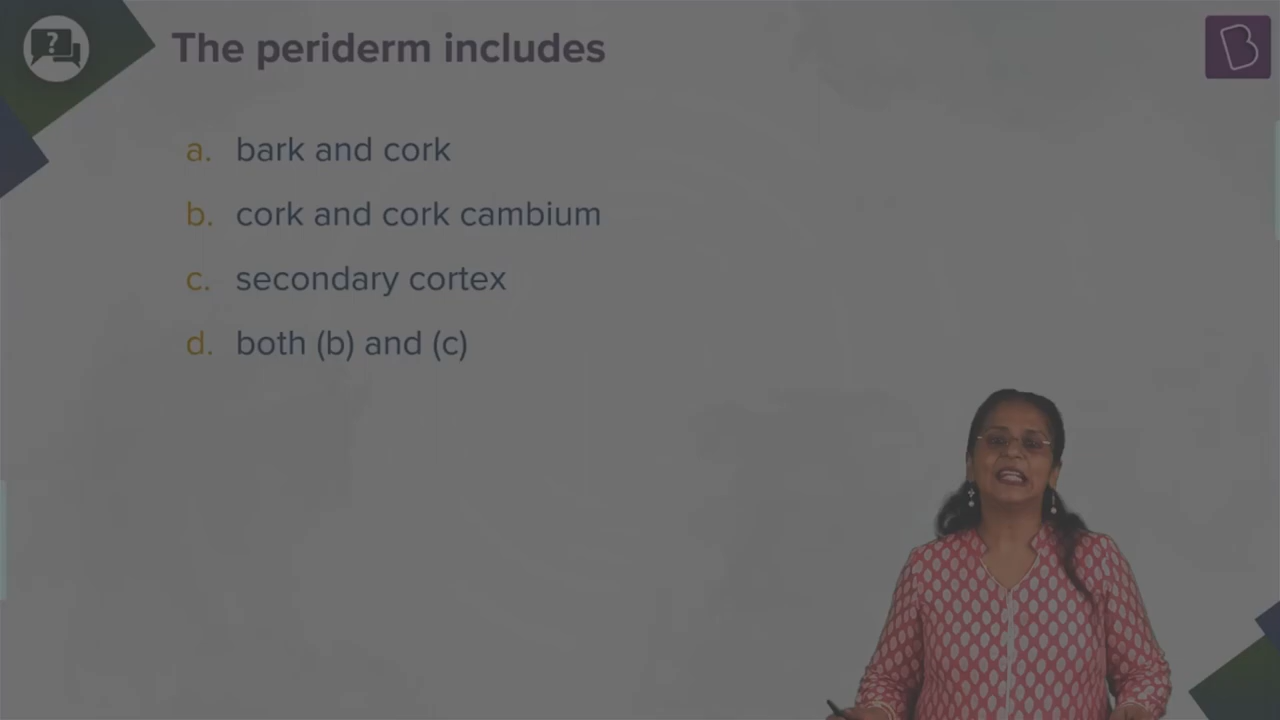 The periderm includes
a. bark and cork
b. cork and cork cambium
c. secondary cortex
d. both (b) and (c)